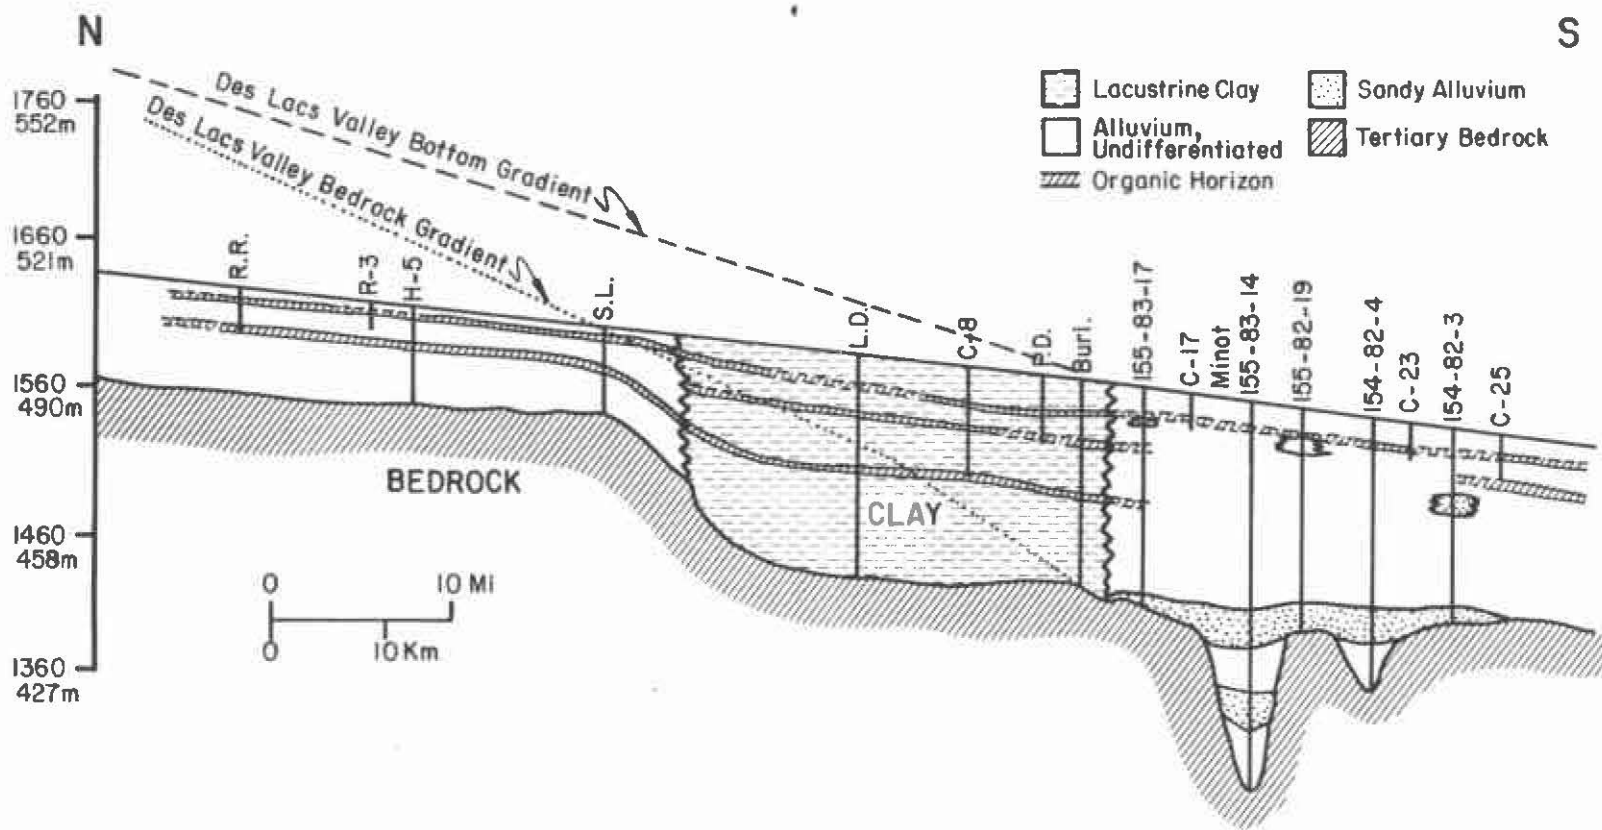 N
S
1760
552m
1660
521m
1560
490m
1460
458m
1360
427m
Des Lacs Valley Bottom Gradient
Des Lacs Valley Bedrock Gradient
Lacustrine Clay
Alluvium,
Undifferentiated
Organic Horizon
Sandy Alluvium
Tertiary Bedrock
R.R.
R-3
H-5
S.L.
L.D.
C-8
Burl.
155-83-17
C-17
Minot
155-83-14
155-82-19
154-82-4
C-23
154-82-3
C-25
BEDROCK
CLAY
0 10 Mi
0 10 Km